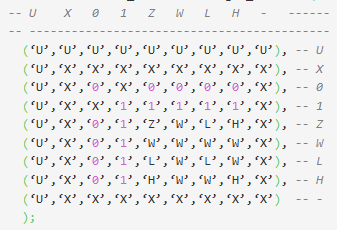 -- U X 0 1 Z W L H - ------
-- ---------------------------------------
(‘U’,‘U’,‘U’,‘U’,‘U’,‘U’,‘U’,‘U’,‘U’), -- U
(‘U’,‘X’,‘X’,‘X’,‘X’,‘X’,‘X’,‘X’,‘X’), -- X
(‘U’,‘X’,‘0’,‘X’,‘0’,‘0’,‘0’,‘0’,‘X’), -- 0
(‘U’,‘X’,‘X’,‘1’,‘1’,‘1’,‘1’,‘1’,‘X’), -- 1
(‘U’,‘X’,‘0’,‘1’,‘Z’,‘W’,‘L’,‘H’,‘X’), -- Z
(‘U’,‘X’,‘0’,‘1’,‘W’,‘W’,‘W’,‘W’,‘X’), -- W
(‘U’,‘X’,‘0’,‘1’,‘L’,‘W’,‘L’,‘W’,‘X’), -- L
(‘U’,‘X’,‘0’,‘1’,‘H’,‘W’,‘W’,‘H’,‘X’), -- H
(‘U’,‘X’,‘X’,‘X’,‘X’,‘X’,‘X’,‘X’,‘X’) -- -
);